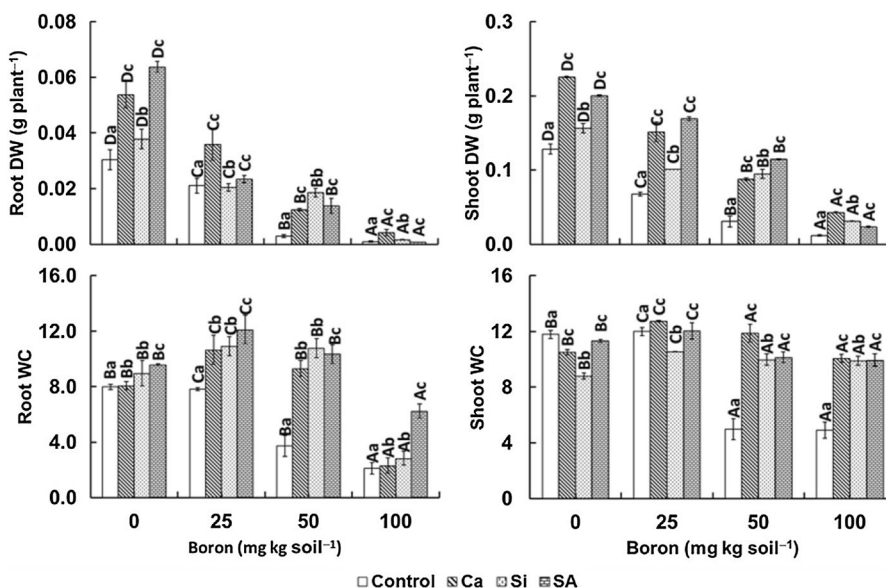 Root DW (g plant⁻¹)
0.08
0.06
0.04
0.02
0.00
Da Dc Db Dc
Ca Cc Cb Cc
Ba Bc Bb Bc
Aa Ac Ab Ac
Shoot DW (g plant⁻¹)
0.3
0.2
0.1
0.0
Da Dc Db Dc
Ca Cc Cb Cc
Ba Bc Bb Bc
Aa Ac Ab Ac
Root WC
16.0
12.0
8.0
4.0
0.0
Ba Bb Bb Bc
Ca Cb Cb Cc
Ba Bb Bb Bc
Aa Ab Ab Ac
0 25 50 100
Boron (mg kg soil⁻¹)
Shoot WC
16
12
8
4
0
Ba Bc Bb Bc
Ca Cc Cb Cc
Aa Ac Ab Ac
Aa Ac Ab Ac
0 25 50 100
Boron (mg kg soil⁻¹)
Control Ca Si SA